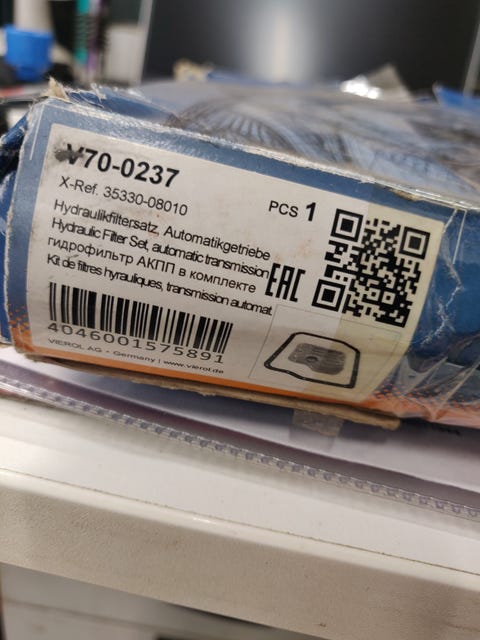 V70-0237
X-Ref. 35330-08010
PCS 1
Hydraulikfiltersatz, Automatikgetriebe
Hydraulic Filter Set, automatic transmission
гидрофильтр АКПП в комплекте
EAC
Kit de filtres hyrauliques, transmission automat
4046001575891
VIEROL AG - Germany | www.vierol.de